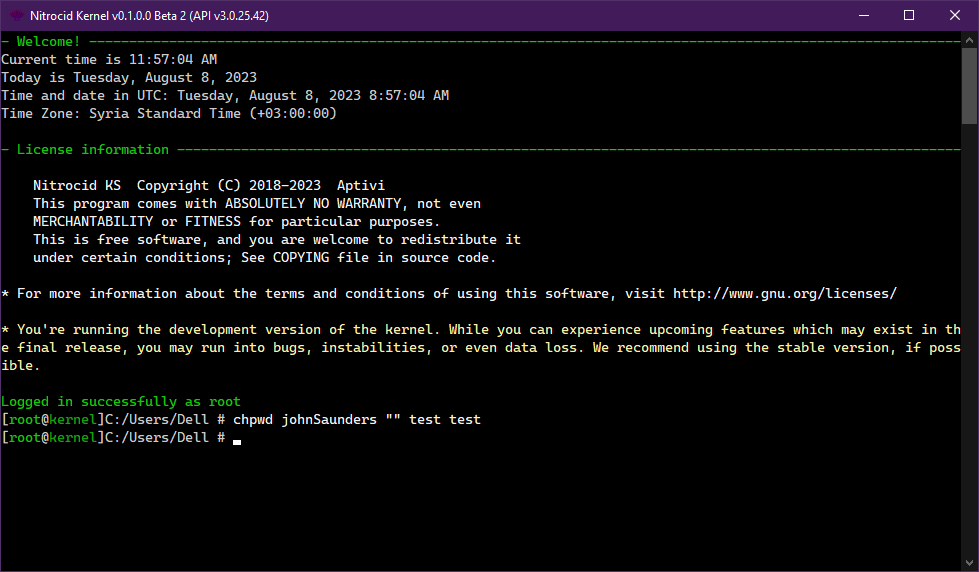 Nitrocid Kernel v0.1.0.0 Beta 2 (API v3.0.25.42)
- Welcome!
Current time is 11:57:04 AM
Today is Tuesday, August 8, 2023
Time and date in UTC: Tuesday, August 8, 2023 8:57:04 AM
Time Zone: Syria Standard Time (+03:00:00)
- License information
Nitrocid KS  Copyright (C) 2018-2023  Aptivi
This program comes with ABSOLUTELY NO WARRANTY, not even
MERCHANTABILITY or FITNESS for particular purposes.
This is free software, and you are welcome to redistribute it
under certain conditions; See COPYING file in source code.
* For more information about the terms and conditions of using this software, visit http://www.gnu.org/licenses/
* You're running the development version of the kernel. While you can experience upcoming features which may exist in th
e final release, you may run into bugs, instabilities, or even data loss. We recommend using the stable version, if poss
ible.
Logged in successfully as root
[root@kernel]C:/Users/Dell # chpwd johnSaunders "" test test
[root@kernel]C:/Users/Dell #